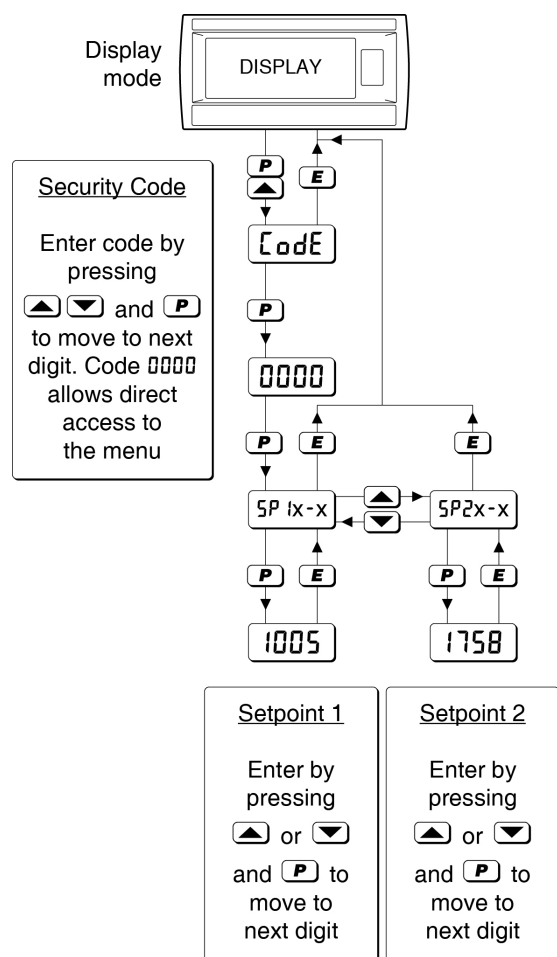 Display
mode
DISPLAY
P
E
Security Code
Enter code by
pressing
and P
to move to next
digit. Code 0000
allows direct
access to
the menu
CodE
P
0000
P
E
E
SP1x-x
SP2x-x
P
E
P
E
1005
1758
Setpoint 1
Enter by
pressing
or
and P to
move to
next digit
Setpoint 2
Enter by
pressing
or
and P to
move to
next digit